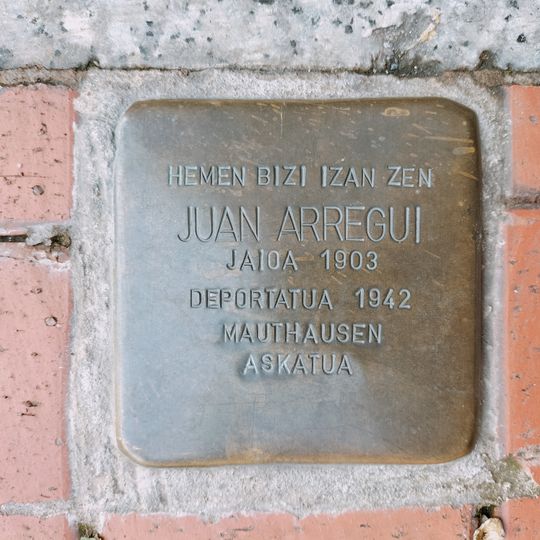 HEMEN BIZI IZAN ZEN
JUAN ARREGUI
JAIOA 1903
DEPORTATUA 1942
MAUTHAUSEN
ASKATUA